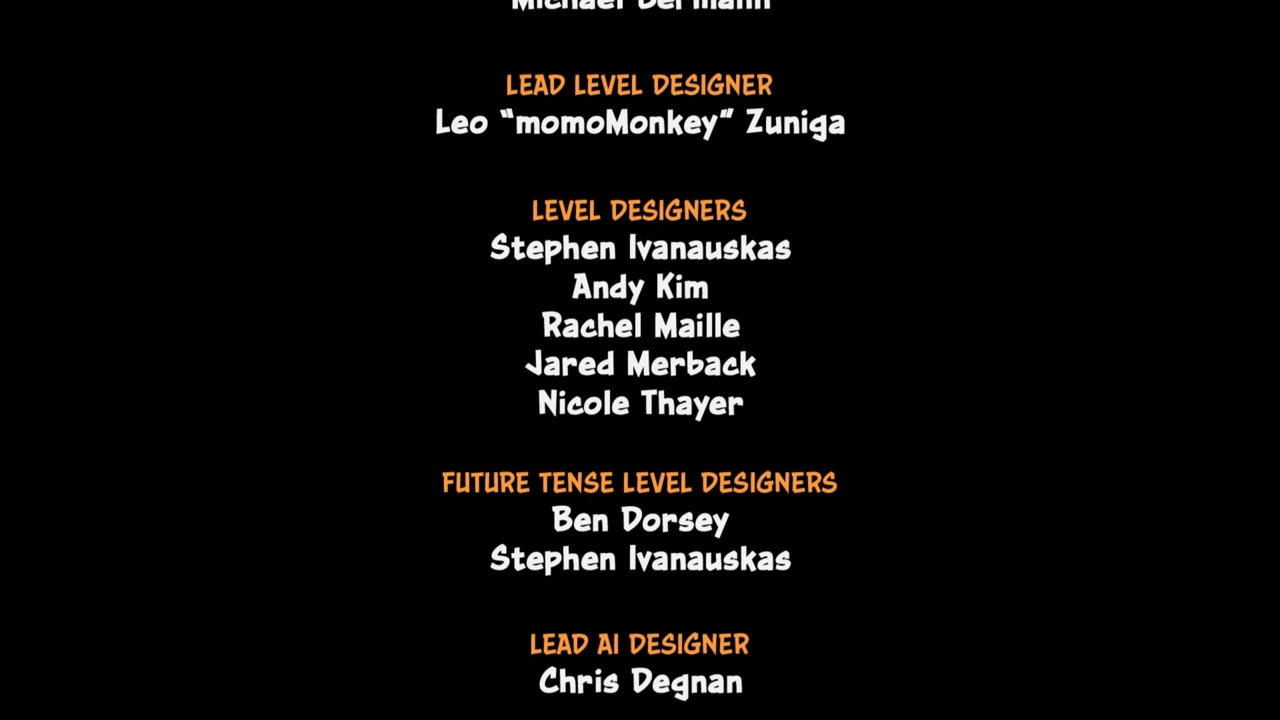 LEAD LEVEL DESIGNER
Leo “momoMonkey” Zuniga
LEVEL DESIGNERS
Stephen Ivanauskas
Andy Kim
Rachel Maille
Jared Merback
Nicole Thayer
FUTURE TENSE LEVEL DESIGNERS
Ben Dorsey
Stephen Ivanauskas
LEAD AI DESIGNER
Chris Degnan